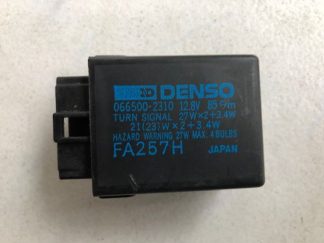 DENSO
066500-2310 12.8V 85c/m
TURN SIGNAL 27W×2+3.4W
21(23)W×2+3.4W
HAZARD WARNING 27W MAX. 4 BULBS
FA257H JAPAN